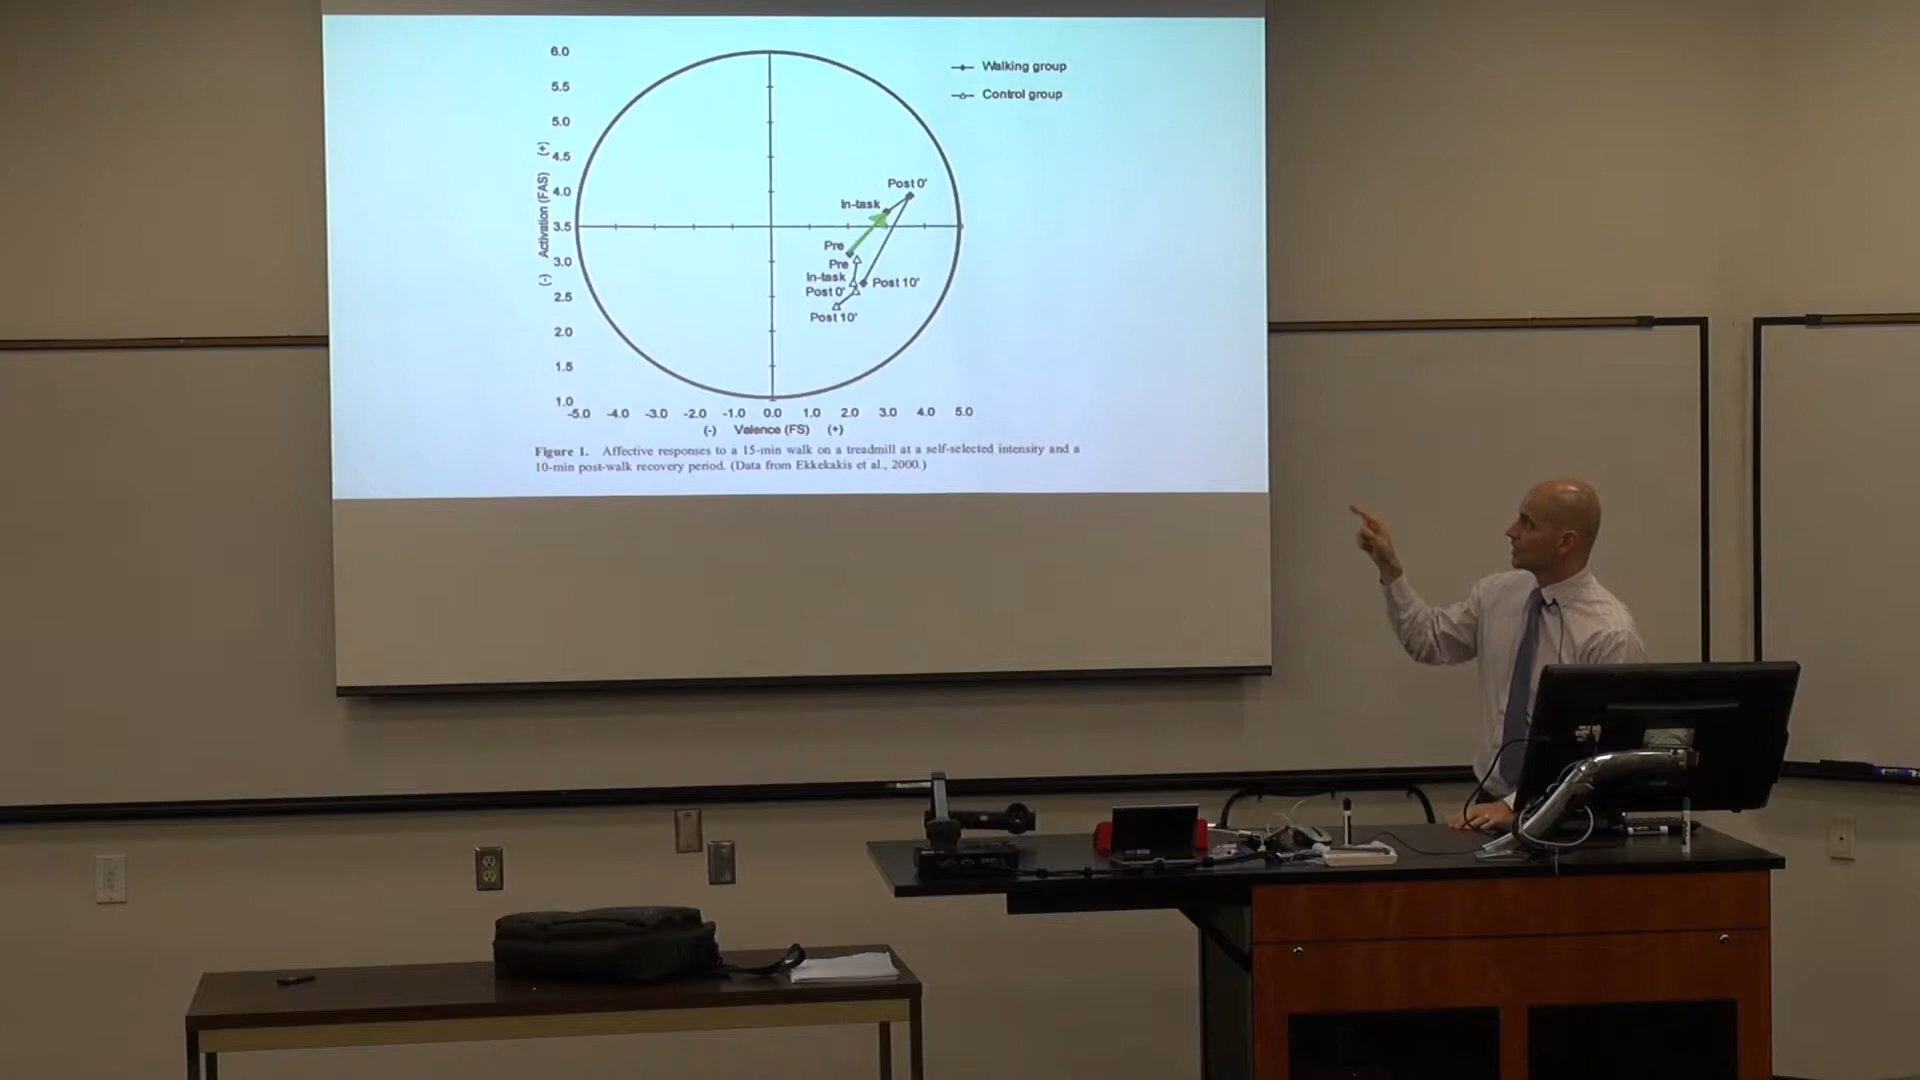 6.0
5.5
5.0
4.5
4.0
3.5
3.0
2.5
2.0
1.5
1.0
(-) Activation (FAS) (+)
Walking group
Control group
Post 0'
In-task
Pre
Pre
In-task
Post 0'
Post 10'
Post 10'
-5.0 -4.0 -3.0 -2.0 -1.0 0.0 1.0 2.0 3.0 4.0 5.0
(-) Valence (FS) (+)
Figure 1. Affective responses to a 15-min walk on a treadmill at a self-selected intensity and a
10-min post-walk recovery period. (Data from Ekkekakis et al., 2000.)